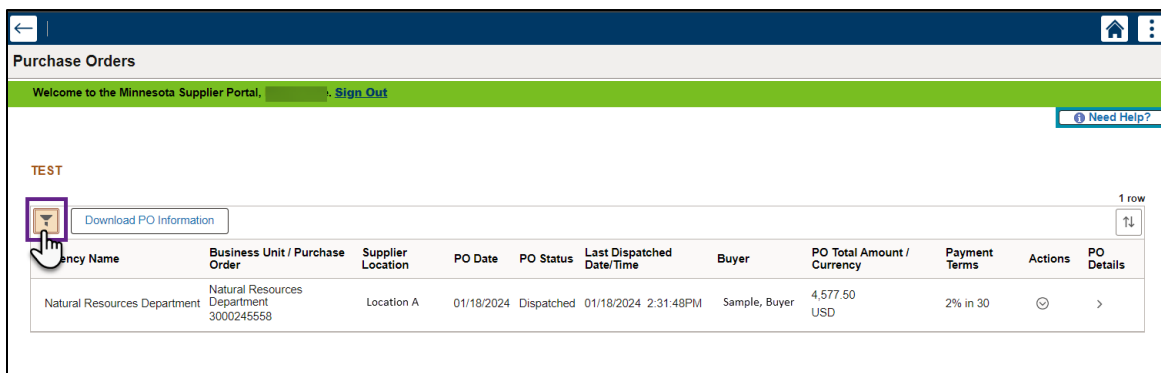 Purchase Orders
Welcome to the Minnesota Supplier Portal, . Sign Out
Need Help?
TEST
1 row
Download PO Information
ency Name Business Unit / Purchase Order Supplier Location PO Date PO Status Last Dispatched Date/Time Buyer PO Total Amount / Currency Payment Terms Actions PO Details
Natural Resources Department Natural Resources Department 3000245558 Location A 01/18/2024 Dispatched 01/18/2024 2:31:48PM Sample, Buyer 4,577.50 USD 2% in 30